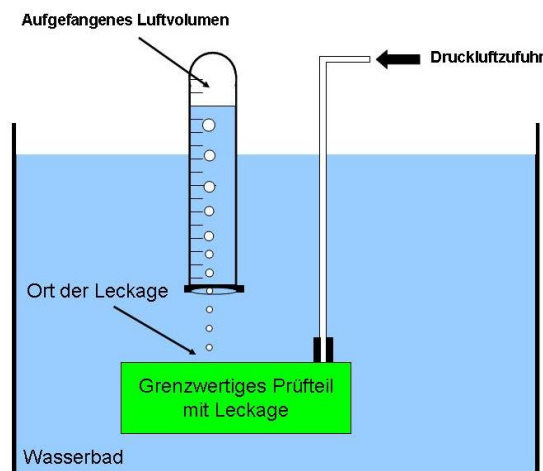 Aufgefangenes Luftvolumen
Druckluftzufuhr
Ort der Leckage
Grenzwertiges Prüfteil
mit Leckage
Wasserbad